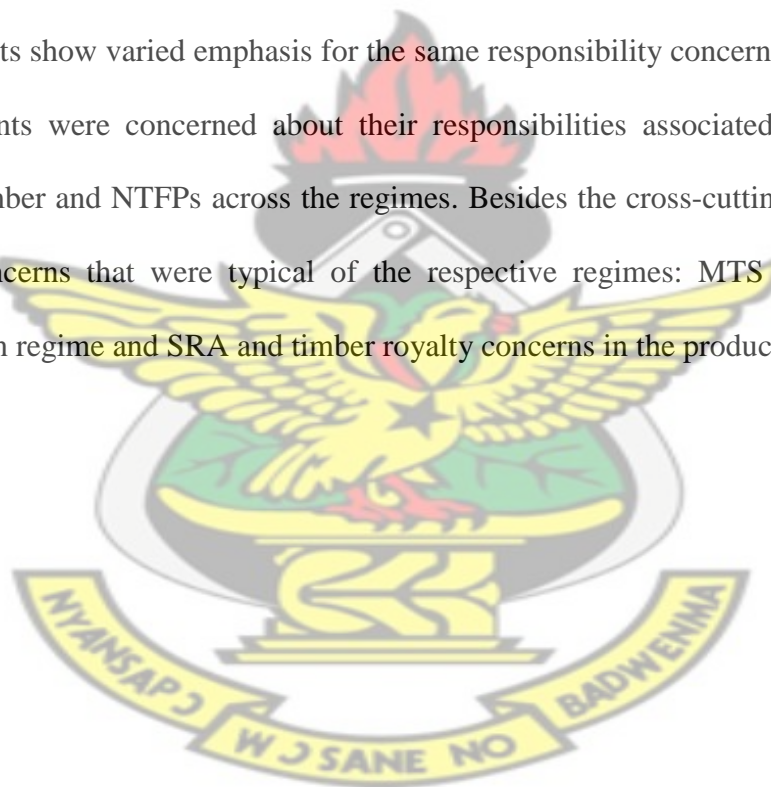 ts show varied emphasis for the same responsibility concern
nts were concerned about their responsibilities associated
nber and NTFPs across the regimes. Besides the cross-cuttin
ncerns that were typical of the respective regimes: MTS
n regime and SRA and timber royalty concerns in the produc
NYANSAPƆ
WƆSANE NO
BADWENMA